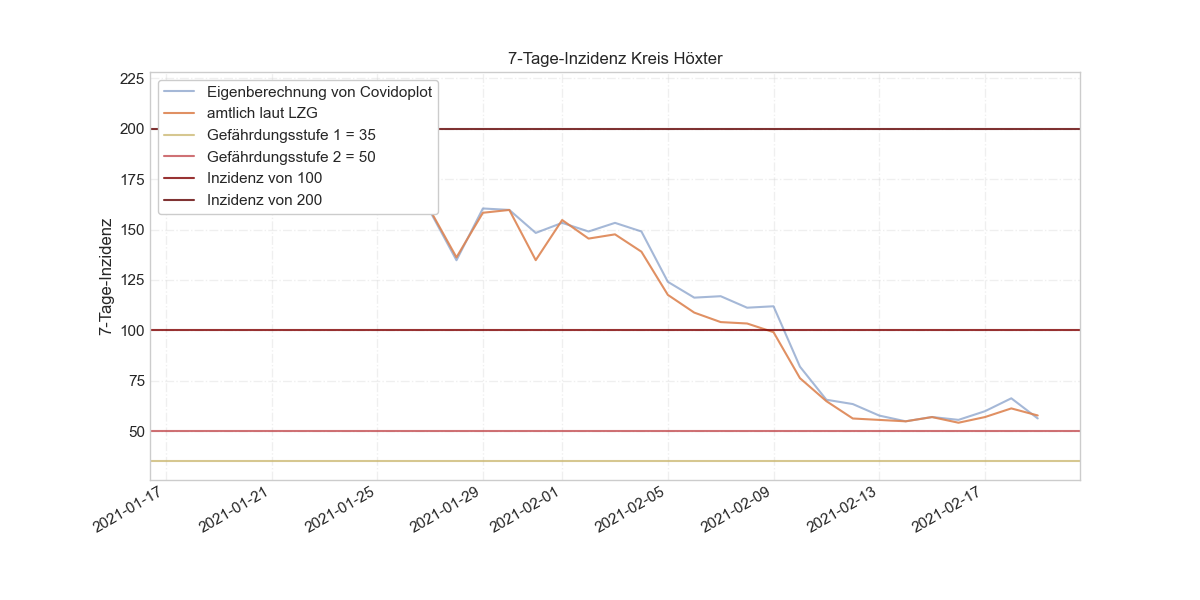 7-Tage-Inzidenz Kreis Höxter
Eigenberechnung von Covidoplot
amtlich laut LZG
Gefährdungsstufe 1 = 35
Gefährdungsstufe 2 = 50
Inzidenz von 100
Inzidenz von 200
7-Tage-Inzidenz
225
200
175
150
125
100
75
50
2021-01-17
2021-01-21
2021-01-25
2021-01-29
2021-02-01
2021-02-05
2021-02-09
2021-02-13
2021-02-17